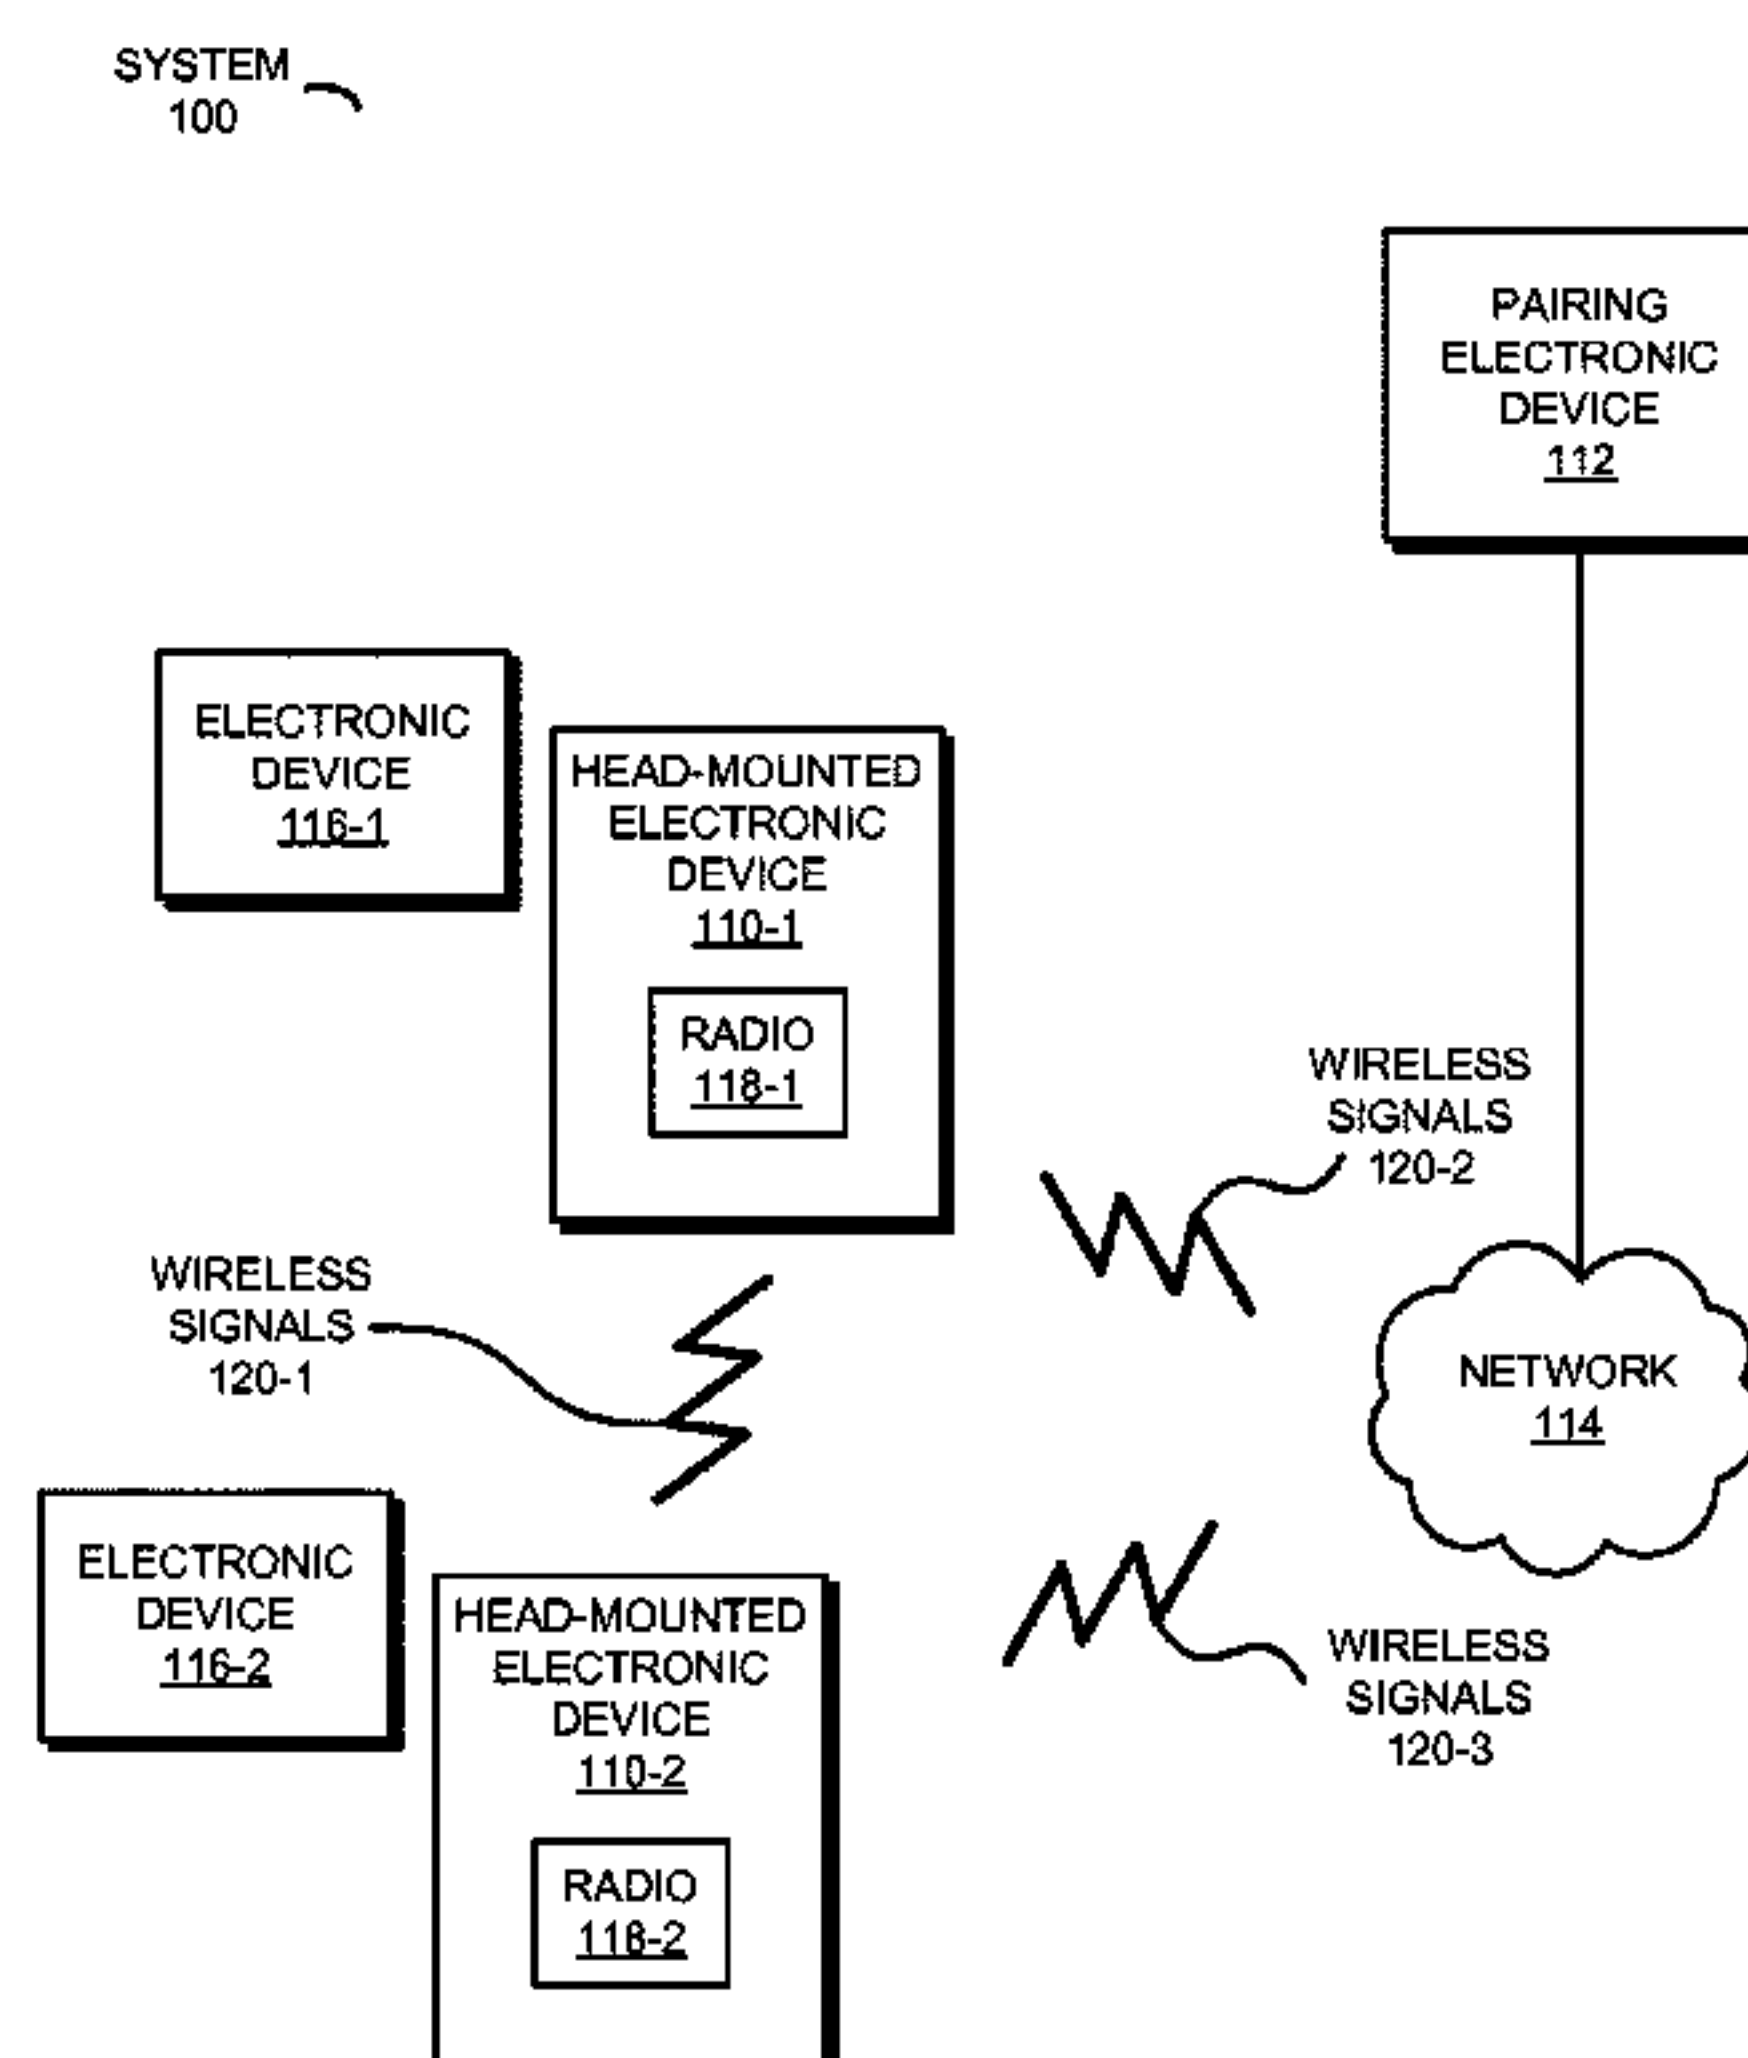 SYSTEM
100
PAIRING
ELECTRONIC
DEVICE
112
ELECTRONIC
DEVICE
116-1
HEAD-MOUNTED
ELECTRONIC
DEVICE
110-1
RADIO
118-1
WIRELESS
SIGNALS
120-2
WIRELESS
SIGNALS
120-1
NETWORK
114
ELECTRONIC
DEVICE
116-2
HEAD-MOUNTED
ELECTRONIC
DEVICE
110-2
RADIO
118-2
WIRELESS
SIGNALS
120-3